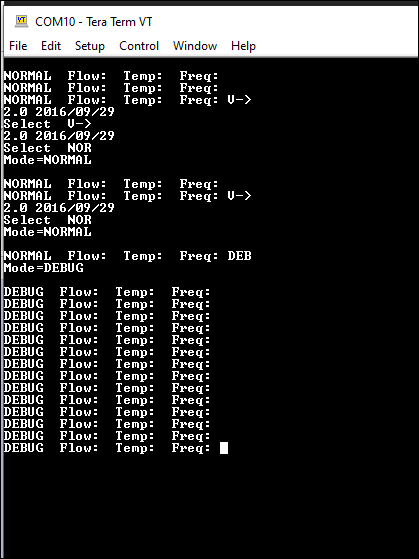 COM10 - Tera Term VT
File Edit Setup Control Window Help
NORMAL Flow: Temp: Freq:
NORMAL Flow: Temp: Freq:
NORMAL Flow: Temp: Freq: V->
2.0 2016/09/29
Select V->
2.0 2016/09/29
Select NOR
Mode=NORMAL
NORMAL Flow: Temp: Freq:
NORMAL Flow: Temp: Freq: V->
2.0 2016/09/29
Select NOR
Mode=NORMAL
NORMAL Flow: Temp: Freq: DEB
Mode=DEBUG
DEBUG Flow: Temp: Freq:
DEBUG Flow: Temp: Freq:
DEBUG Flow: Temp: Freq:
DEBUG Flow: Temp: Freq:
DEBUG Flow: Temp: Freq:
DEBUG Flow: Temp: Freq:
DEBUG Flow: Temp: Freq:
DEBUG Flow: Temp: Freq:
DEBUG Flow: Temp: Freq:
DEBUG Flow: Temp: Freq:
DEBUG Flow: Temp: Freq:
DEBUG Flow: Temp: Freq:
DEBUG Flow: Temp: Freq:
DEBUG Flow: Temp: Freq: